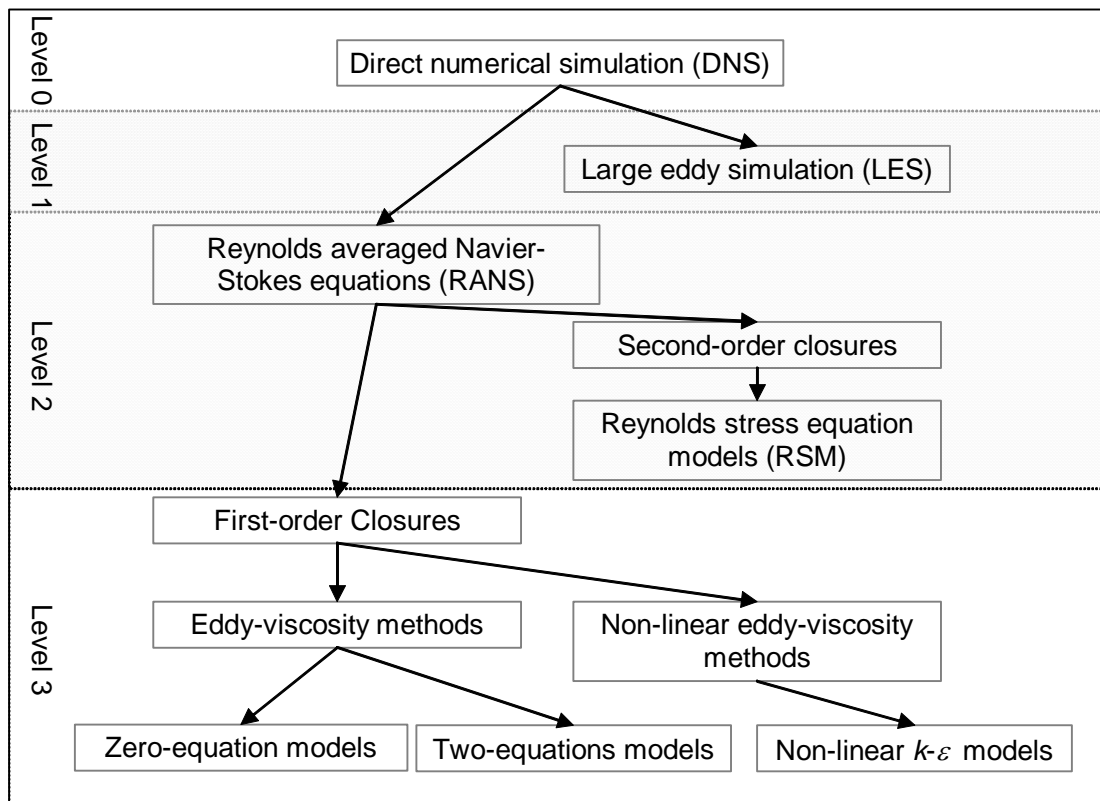 Level 0
Direct numerical simulation (DNS)
Level 1
Large eddy simulation (LES)
Level 2
Reynolds averaged Navier-
Stokes equations (RANS)
Second-order closures
Reynolds stress equation
models (RSM)
Level 3
First-order Closures
Eddy-viscosity methods
Non-linear eddy-viscosity
methods
Zero-equation models
Two-equations models
Non-linear k-ε models